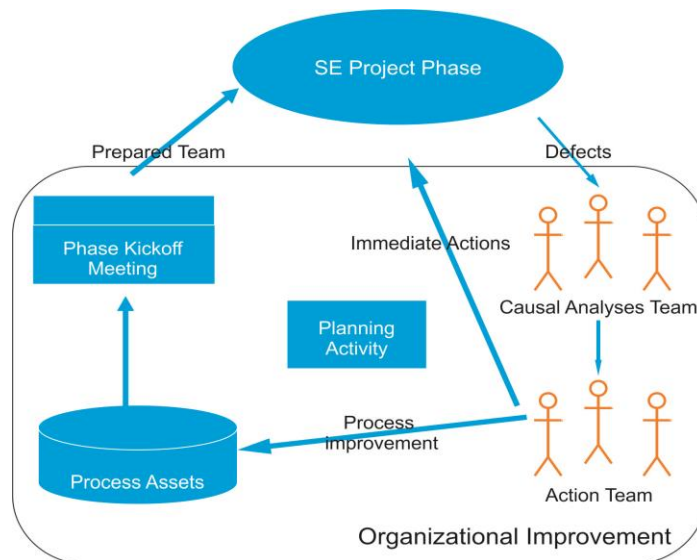 SE Project Phase
Prepared Team
Defects
Phase Kickoff
Meeting
Immediate Actions
Causal Analyses Team
Planning
Activity
Process
improvement
Process Assets
Action Team
Organizational Improvement